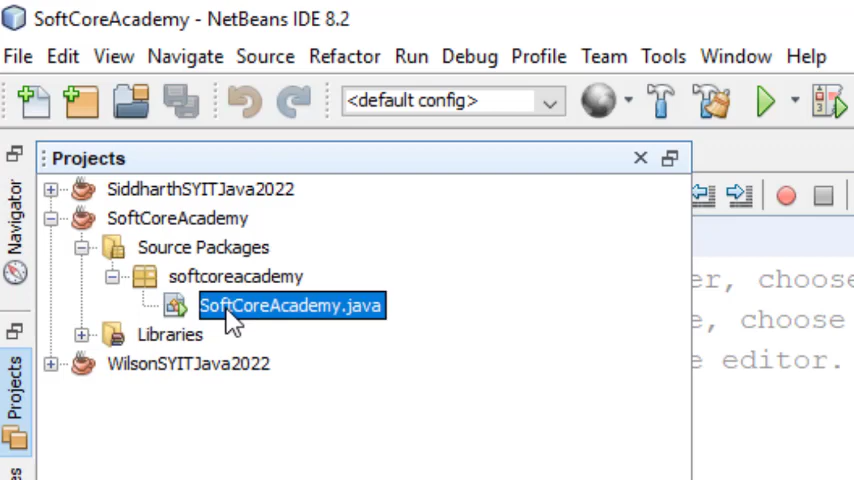 SoftCoreAcademy - NetBeans IDE 8.2
File Edit View Navigate Source Refactor Run Debug Profile Team Tools Window Help
<default config>
Projects
SiddharthSYITJava2022
SoftCoreAcademy
Source Packages
softcoreacademy
SoftCoreAcademy.java
Libraries
WilsonSYITJava2022
Navigator
Projects
er, choose
e, choose
e editor.